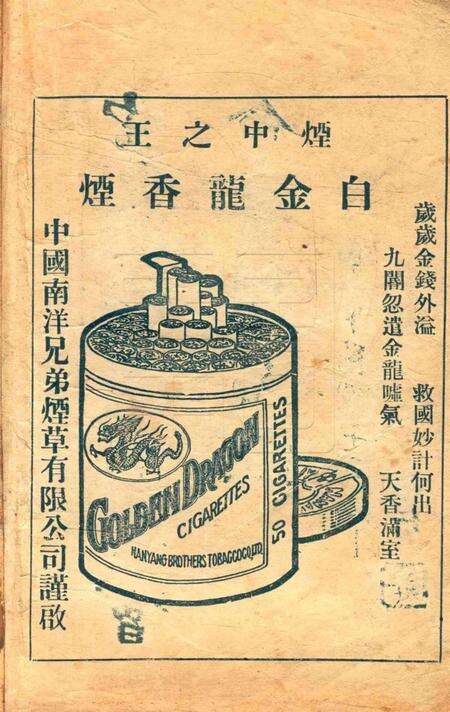 煙中之王
白金龍香煙
歲歲金錢外溢 救國妙計何出
九閽忽遣金龍噓氣 天香滿室
中國南洋兄弟煙草有限公司謹啟
GOLDEN DRAGON
CIGARETTES
NANYANG BROTHERS TOBACCO CO, LTD.
50 CIGARETTES